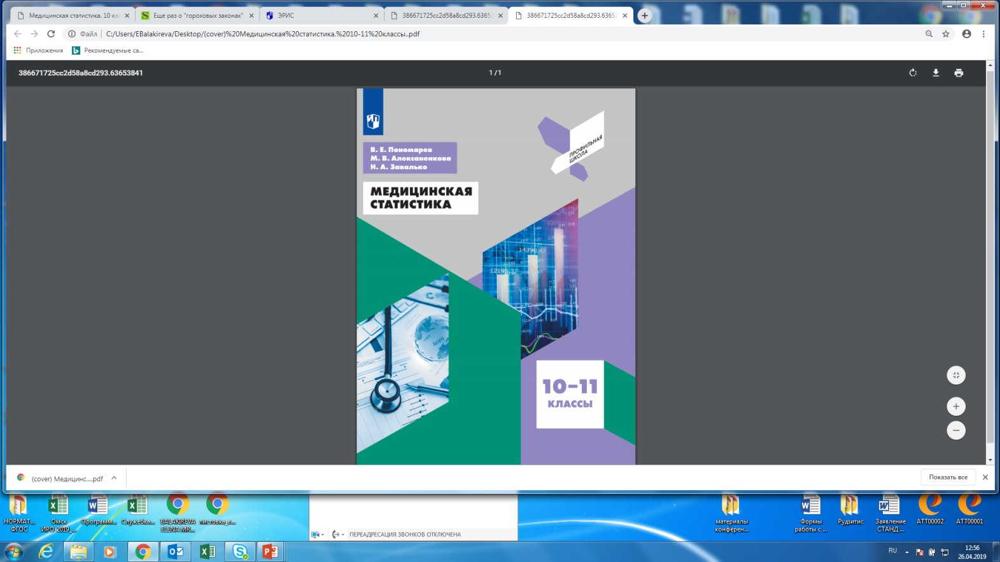 Медицинская статистика. 10 кл
Еще раз о "гороховых законах"
ЭРИС
386671725cc2d58a8cd293.6365
386671725cc2d58a8cd293.6365
Файл | C:/Users/EBalakireva/Desktop/(cover)%20Медицинская%20статистика.%2010-11%20классы..pdf
Приложения
Рекомендуемые са...
386671725cc2d58a8cd293.63653841
1 / 1
ИП
В. Е. Пономарев
М. В. Алексаненкова
Н. А. Завалько
ПРОФИЛЬНАЯ
ШКОЛА
МЕДИЦИНСКАЯ
СТАТИСТИКА
14390.47
12195.37
10–11
КЛАССЫ
(cover) Медицинс....pdf
Показать все
НОРМАТ...
ФГОС
Омск
ИРО-2019_...
Программ...
Служебка...
BALAKIREVA
ELENA MR...
листовка_в...
материалы
конферен...
Формы
работы с ...
Рудзитис
Заявление
СТАНД ...
ATT00002
ATT00001
ПЕРЕАДРЕСАЦИЯ ЗВОНКОВ ОТКЛЮЧЕНА
RU
12:56
26.04.2019